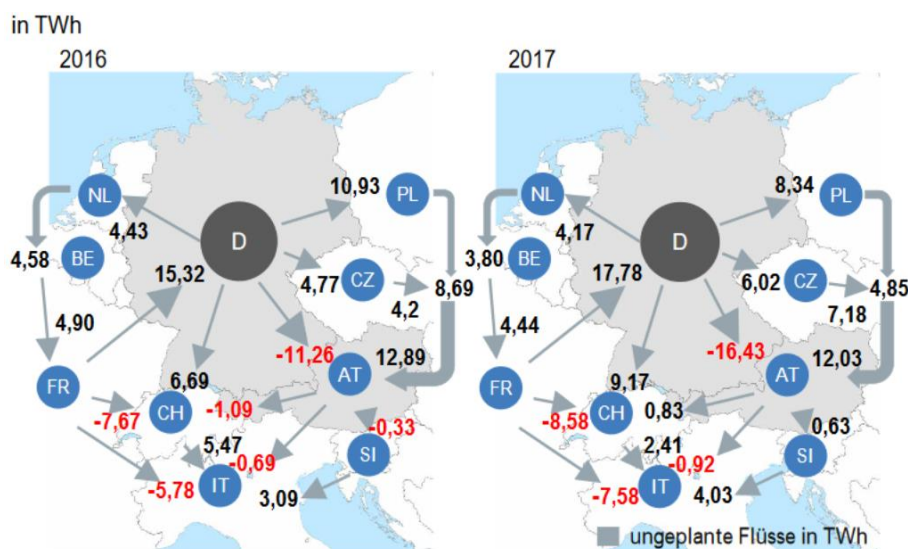 in TWh
2016
NL
4,43
4,58
BE
4,90
FR
15,32
D
10,93
PL
4,77
CZ
4,2
8,69
-11,26
AT
12,89
6,69
CH
-7,67
-1,09
-0,33
5,47
-0,69
SI
IT
-5,78
3,09
2017
NL
4,17
3,80
BE
4,44
FR
17,78
D
8,34
PL
6,02
CZ
4,85
7,18
-16,43
AT
12,03
9,17
CH
-8,58
0,83
0,63
2,41
-0,92
SI
IT
-7,58
4,03
ungeplante Flüsse in TWh